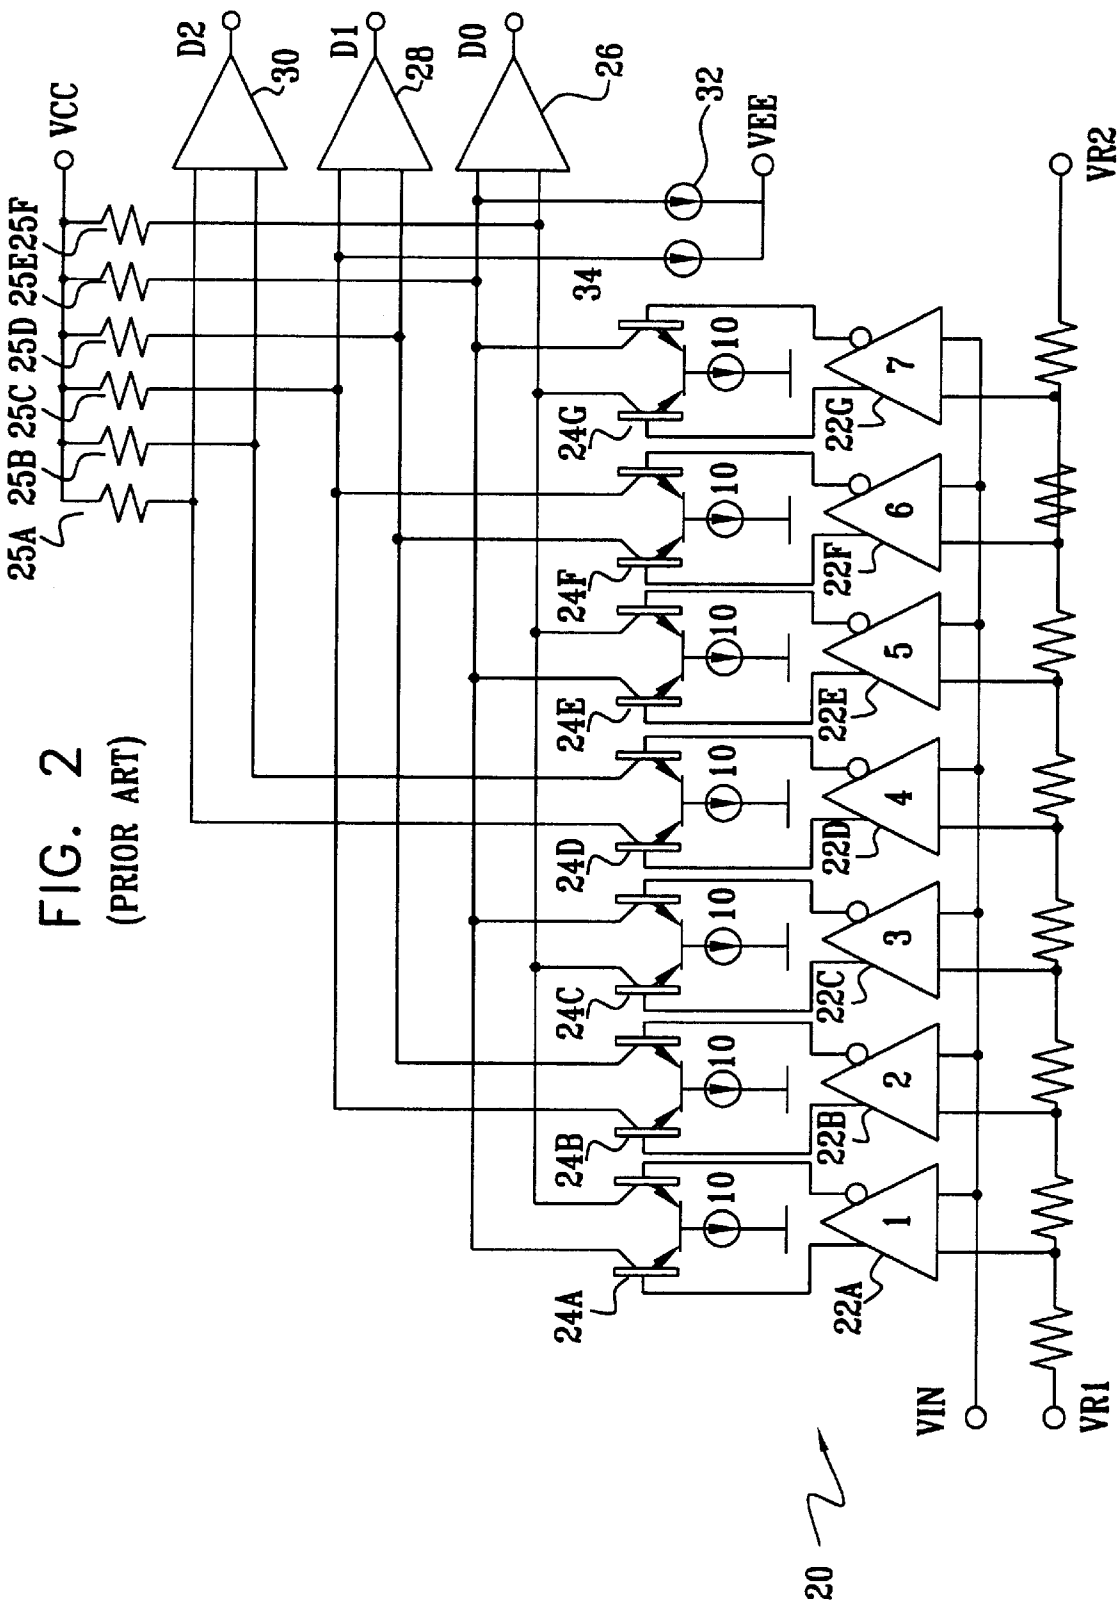 FIG. 2
(PRIOR ART)
25A 25B 25C 25D 25E 25F
VCC
D2
30
D1
28
D0
26
34
32
VEE
24A 24B 24C 24D 24E 24F 24G
10 10 10 10 10 10 10
1 2 3 4 5 6 7
22A 22B 22C 22D 22E 22F 22G
VIN
VR1
VR2
20